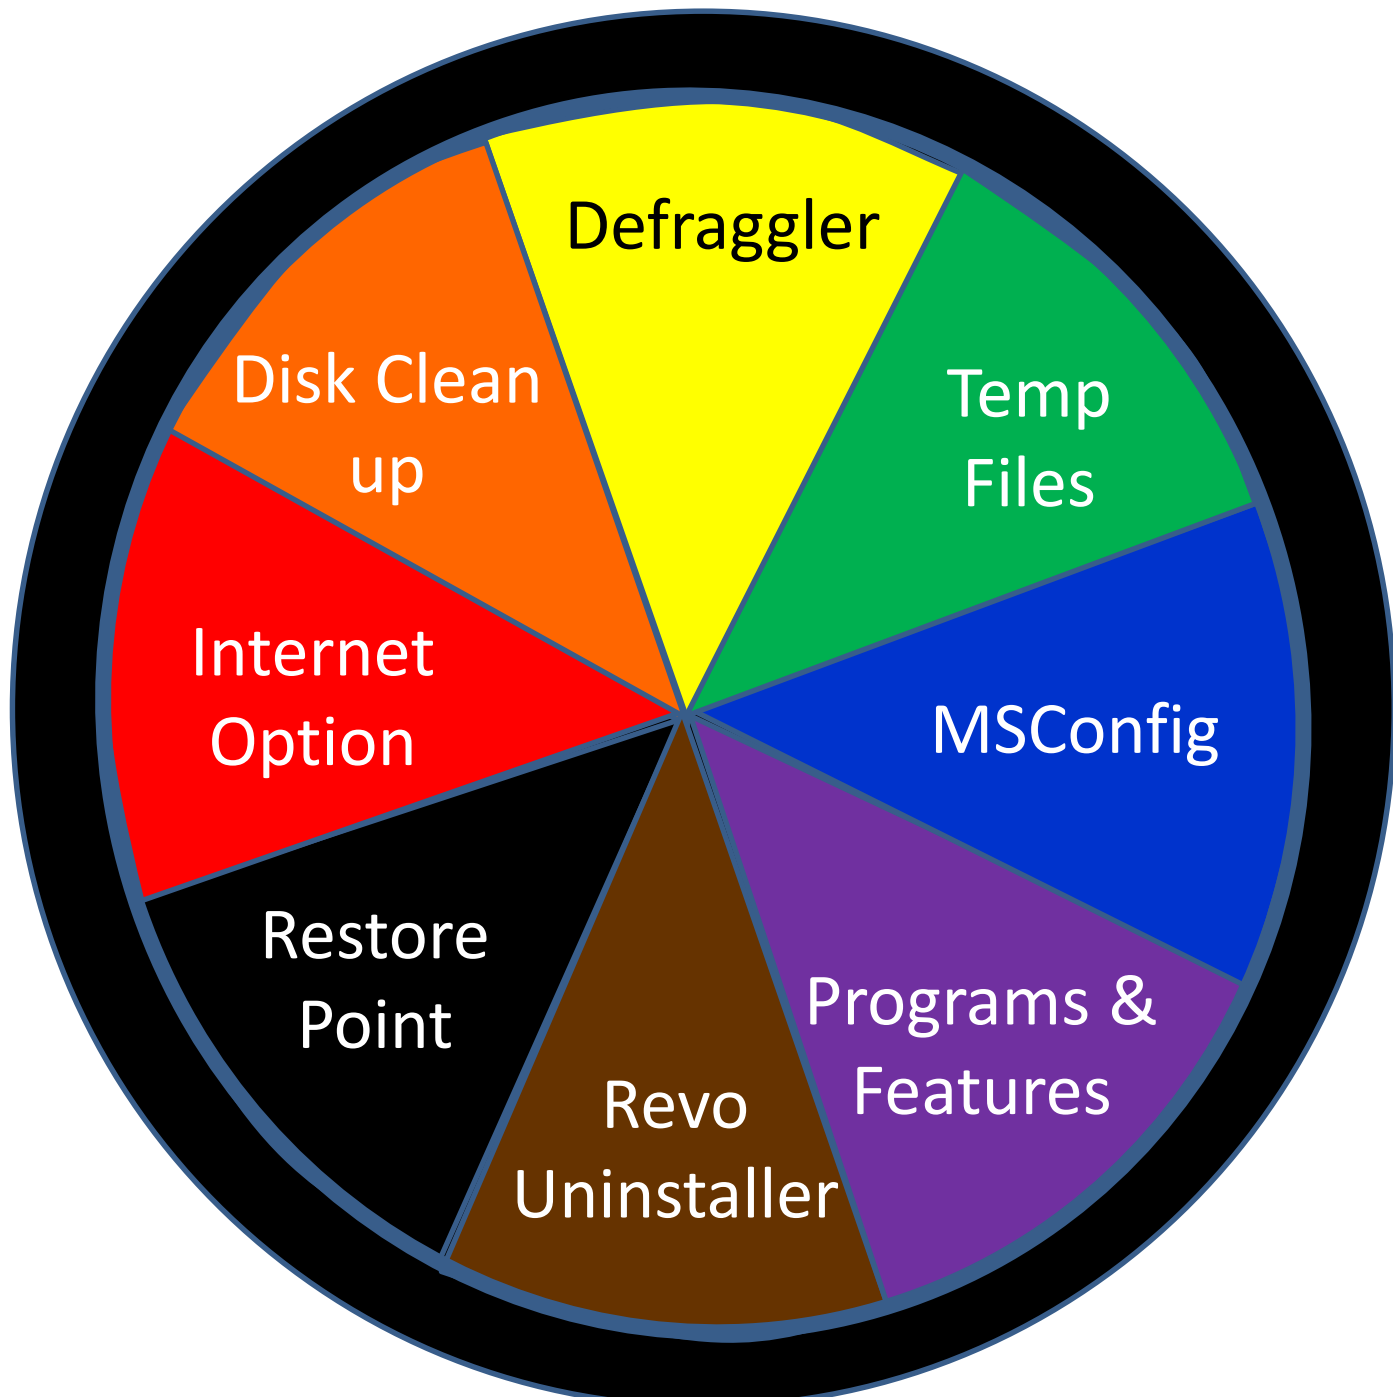 Defraggler
Temp
Files
MSConfig
Programs &
Features
Revo
Uninstaller
Restore
Point
Internet
Option
Disk Clean
up